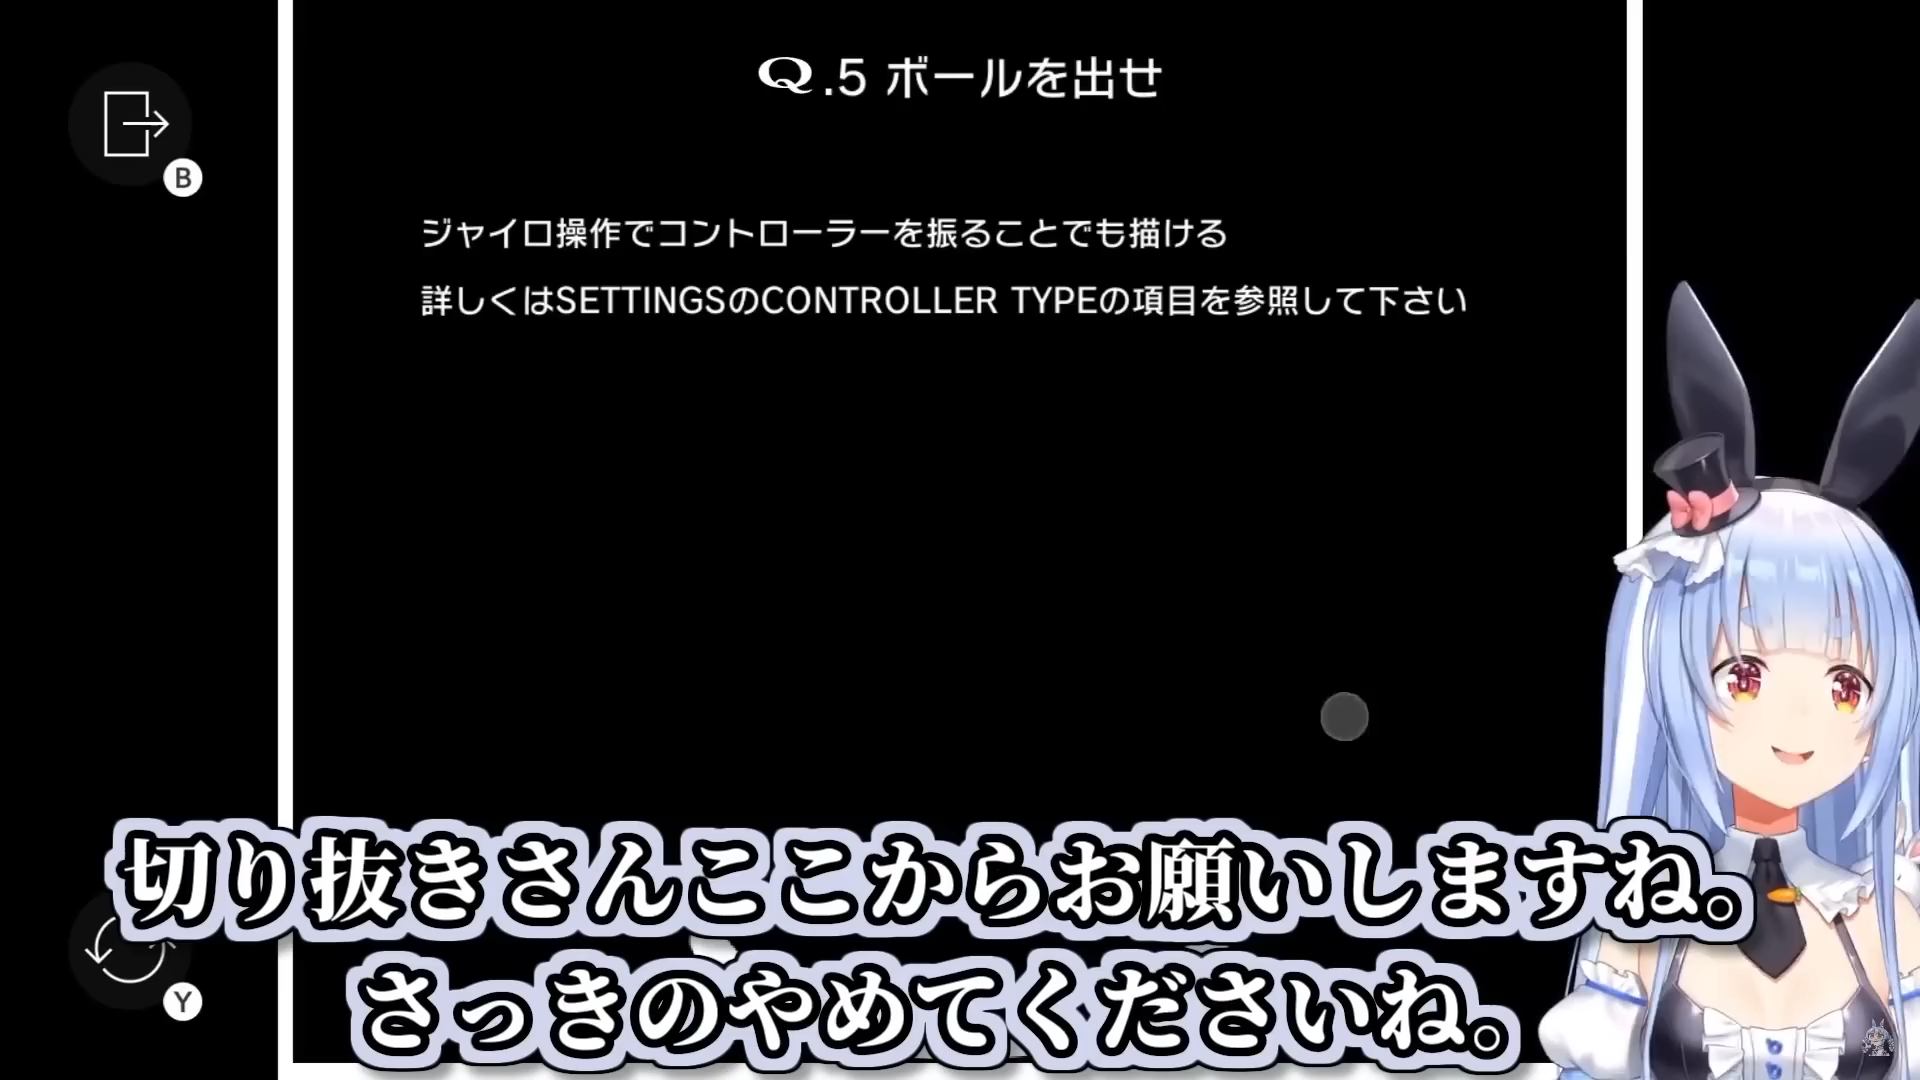 Q.5 ボールを出せ
B
ジャイロ操作でコントローラーを振ることでも描ける
詳しくはSETTINGSのCONTROLLER TYPEの項目を参照して下さい
切り抜きさんここからお願いしますね。
さっきのやめてくださいね。
Y